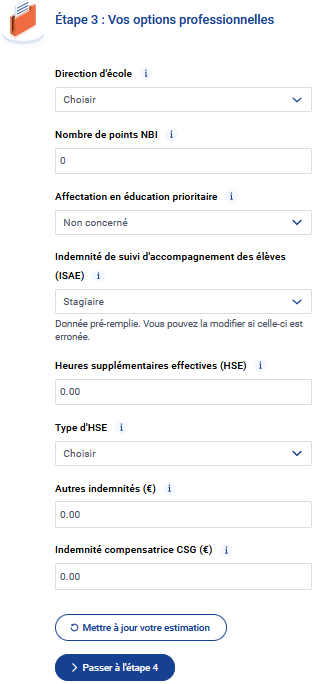 Étape 3 : Vos options professionnelles
Direction d'école i
Choisir
Nombre de points NBI i
0
Affectation en éducation prioritaire i
Non concerné
Indemnité de suivi d'accompagnement des élèves
(ISAE) i
Stagiaire
Donnée pré-remplie. Vous pouvez la modifier si celle-ci est
erronée.
Heures supplémentaires effectives (HSE) i
0.00
Type d'HSE i
Choisir
Autres indemnités (€) i
0.00
Indemnité compensatrice CSG (€) i
0.00
Mettre à jour votre estimation
Passer à l'étape 4